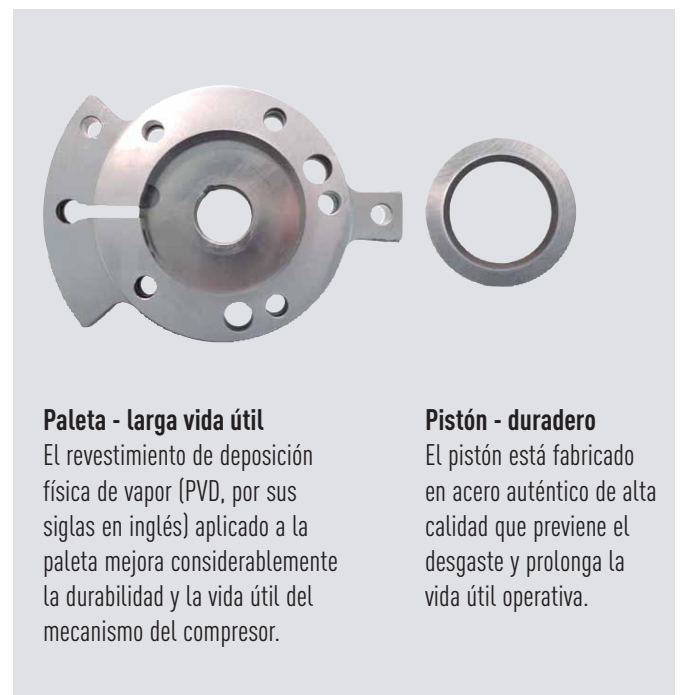 Paleta - larga vida útil
El revestimiento de deposición
física de vapor (PVD, por sus
siglas en inglés) aplicado a la
paleta mejora considerablemente
la durabilidad y la vida útil del
mecanismo del compresor.
Pistón - duradero
El pistón está fabricado
en acero auténtico de alta
calidad que previene el
desgaste y prolonga la
vida útil operativa.